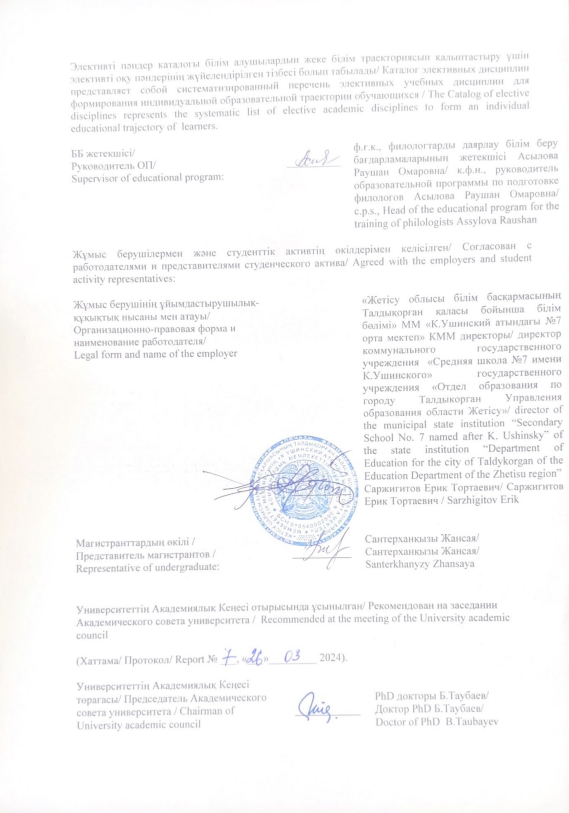 Элективті пәндер каталогы білім алушылардың жеке білім траекториясын қалыптастыру үшін
элективті оқу пәндерінің жүйелендірілген тізбесі болып табылады/ Каталог элективных дисциплин
представляет собой систематизированный перечень элективных учебных дисциплин для
формирования индивидуальной образовательной траектории обучающихся / The Catalog of elective
disciplines represents the systematic list of elective academic disciplines to form an individual
educational trajectory of learners.
ББ жетекшісі/
Руководитель ОП/
Supervisor of educational program:
ф.ғ.к., филологтарды даярлау білім беру
бағдарламаларының жетекшісі Асылова
Раушан Омаровна/ к.ф.н., руководитель
образовательной программы по подготовке
филологов Асылова Раушан Омаровна/
c.p.s., Head of the educational program for the
training of philologists Assylova Raushan
Жұмыс берушілермен және студенттік активтің өкілдерімен келісілген/ Согласован с
работодателями и представителями студенческого актива/ Agreed with the employers and student
activity representatives:
Жұмыс берушінің ұйымдастырушылық-
құқықтық нысаны мен атауы/
Организационно-правовая форма и
наименование работодателя/
Legal form and name of the employer
«Жетісу облысы білім басқармасының
Талдықорған қаласы бойынша білім
бөлімі» ММ «К.Ушинский атындағы №7
орта мектеп» КММ директоры/ директор
коммунального государственного
учреждения «Средняя школа №7 имени
К.Ушинского» государственного
учреждения «Отдел образования по
городу Талдыкорган Управления
образования области Жетісу»/ director of
the municipal state institution “Secondary
School No. 7 named after K. Ushinsky” of
the state institution “Department of
Education for the city of Taldykorgan of the
Education Department of the Zhetisu region”
Саржигитов Ерик Тортаевич/ Саржигитов
Ерик Тортаевич / Sarzhigitov Erik
Магистранттардың өкілі /
Представитель магистрантов /
Representative of undergraduate:
Сантерханқызы Жансая/
Сантерханқызы Жансая/
Santerkhanyzy Zhansaya
Университеттің Академиялық Кеңесі отырысында ұсынылған/ Рекомендован на заседании
Академического совета университета / Recommended at the meeting of the University academic
council
(Хаттама/ Протокол/ Report № 7, «26» 03 2024).
Университеттің Академиялық Кеңесі
торағасы/ Председатель Академического
совета университета / Chairman of
University academic council
PhD докторы Б.Таубаев/
Доктор PhD Б.Таубаев/
Doctor of PhD B.Taubayev